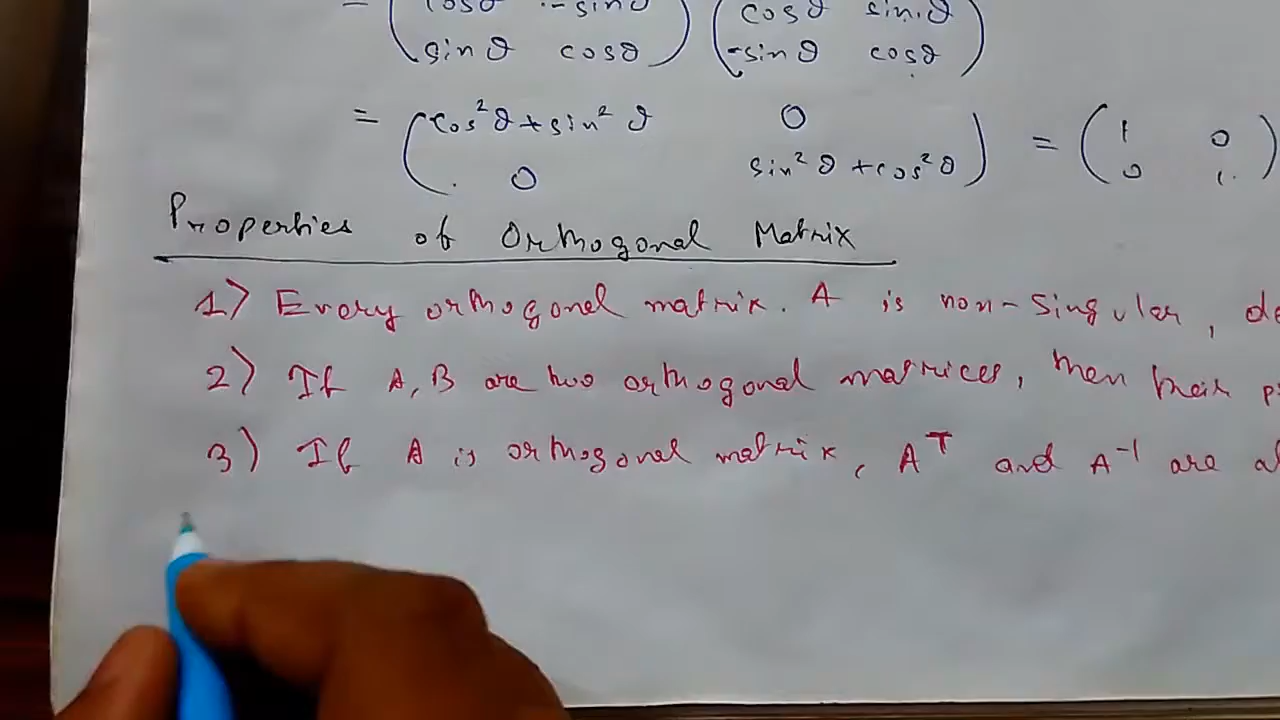 = ( cosθ -sinθ sinθ cosθ ) ( cosθ sinθ -sinθ cosθ )
= ( cos²θ + sin²θ 0 0 sin²θ + cos²θ ) = ( 1 0 0 1 )
Properties of Orthogonal Matrix
1) Every orthogonal matrix. A is non-singular,
2) If A, B are two orthogonal matrices, then their
3) If A is orthogonal matrix, Aᵀ and A⁻¹ are